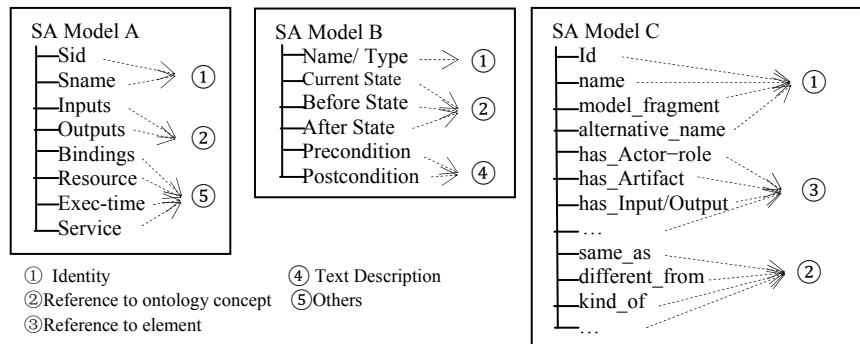 SA Model A
Sid
Sname
①
Inputs
Outputs
②
Bindings
Resource
⑤
Exec-time
Service
SA Model B
Name/ Type
①
Current State
Before State
②
After State
Precondition
Postcondition
④
SA Model C
Id
name
①
model_fragment
alternative_name
has_Actor−role
has_Artifact
③
has_Input/Output
...
same_as
different_from
②
kind_of
...
① Identity
④ Text Description
②Reference to ontology concept
⑤Others
③Reference to element